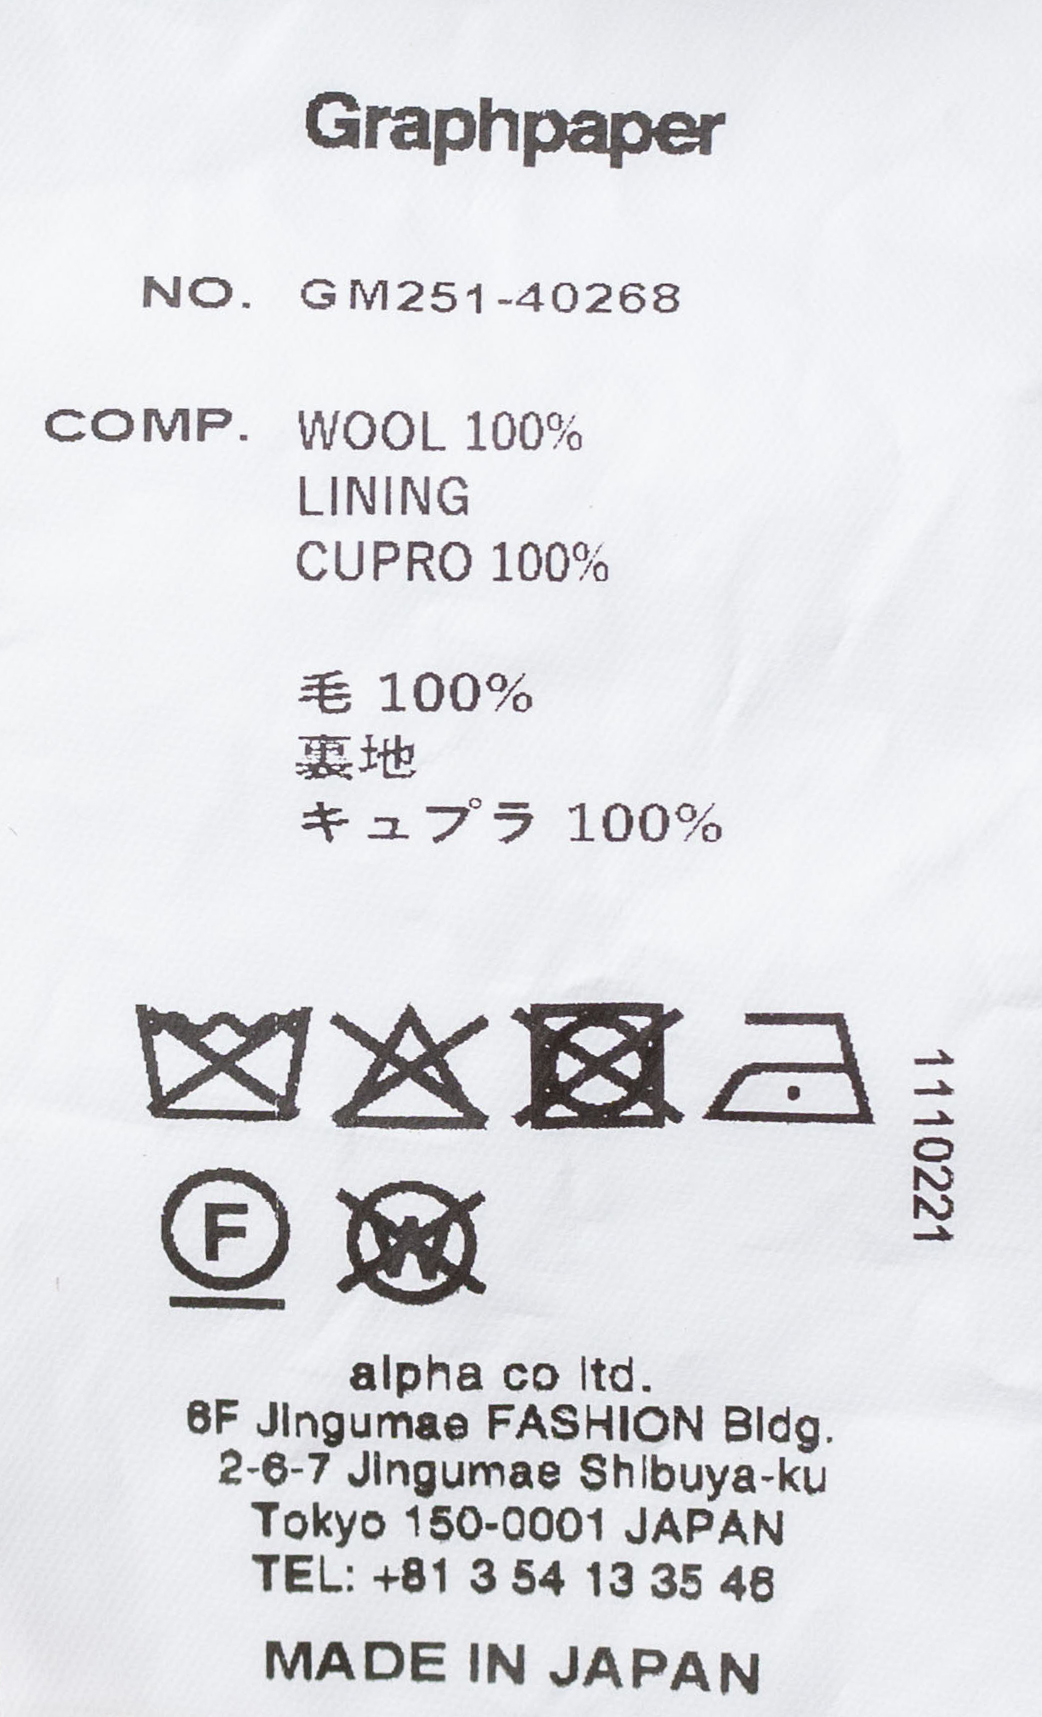 Graphpaper
NO. GM251-40268
COMP. WOOL 100%
LINING
CUPRO 100%
毛 100%
裏地
キュプラ 100%
1110221
F
W
alpha co ltd.
6F Jingumae FASHION Bldg.
2-6-7 Jingumae Shibuya-ku
Tokyo 150-0001 JAPAN
TEL: +81 3 54 13 35 46
MADE IN JAPAN